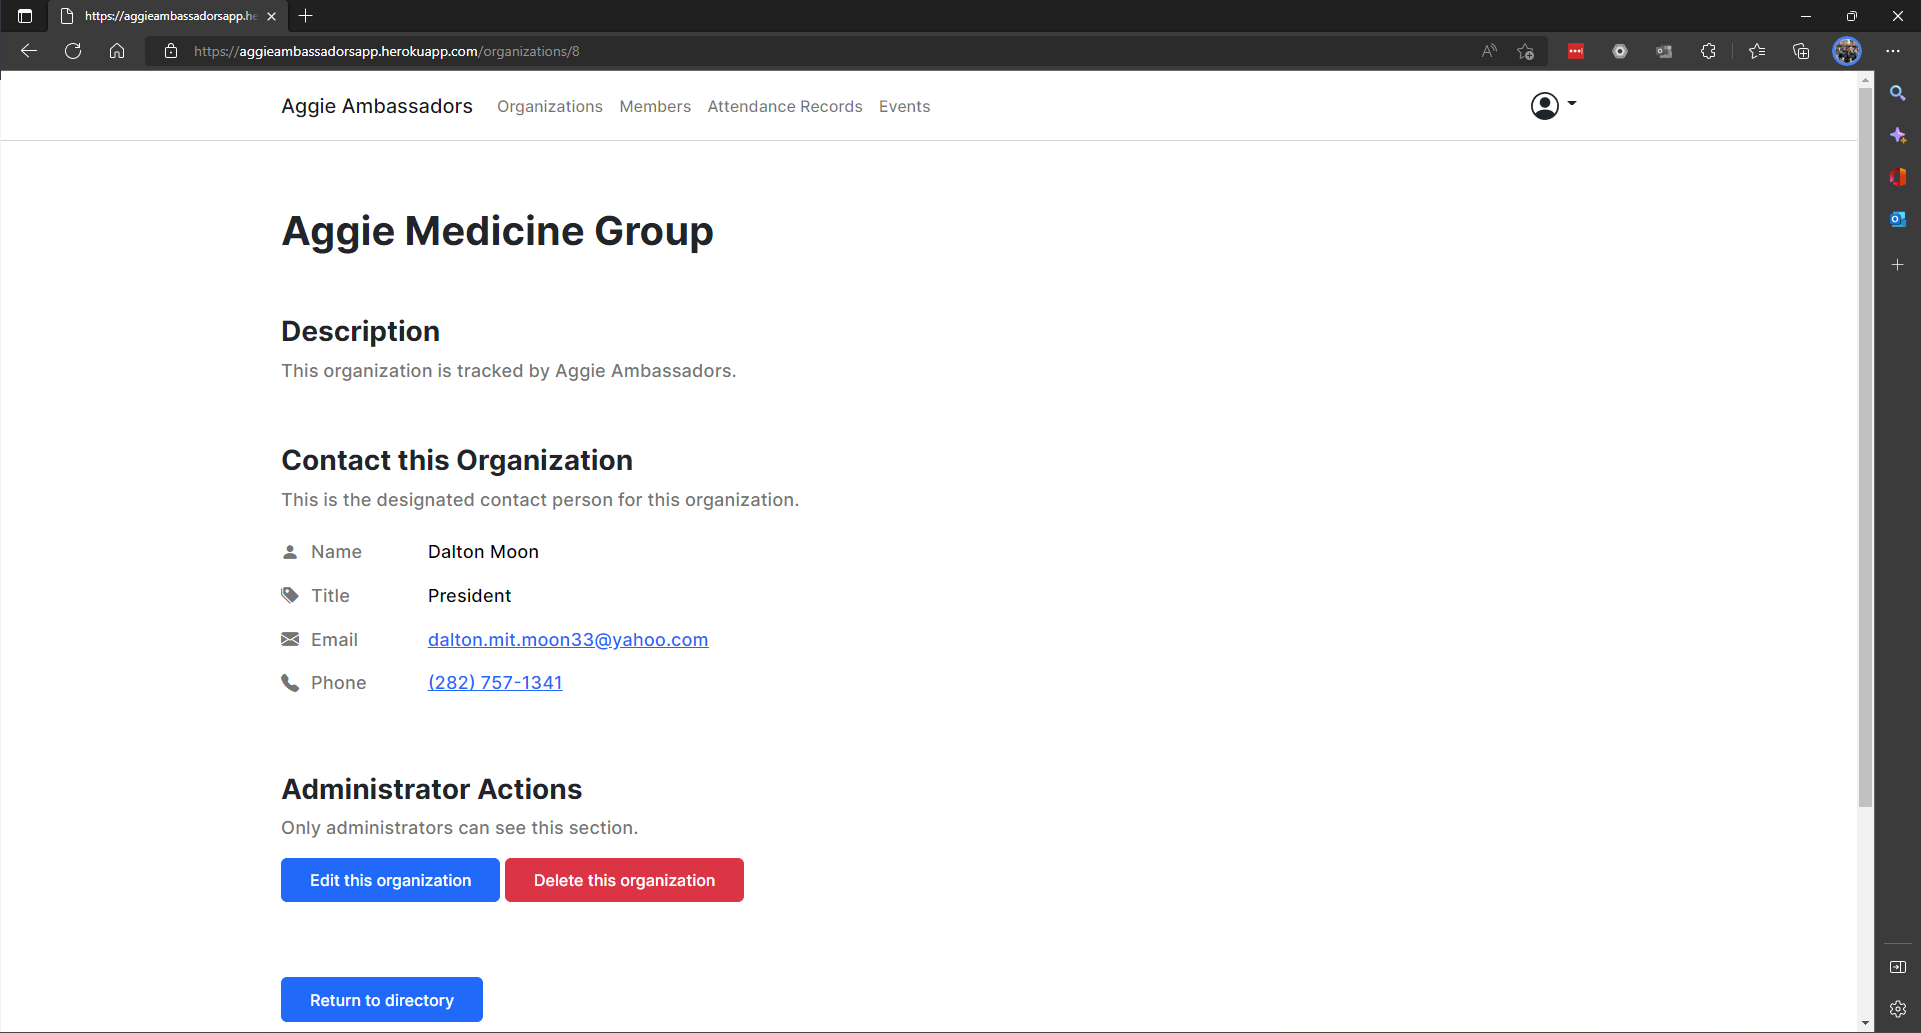 https://aggieambassadorsapp.he
https://aggieambassadorsapp.herokuapp.com/organizations/8
Aggie Ambassadors Organizations Members Attendance Records Events
Aggie Medicine Group
Description
This organization is tracked by Aggie Ambassadors.
Contact this Organization
This is the designated contact person for this organization.
Name Dalton Moon
Title President
Email dalton.mit.moon33@yahoo.com
Phone (282) 757-1341
Administrator Actions
Only administrators can see this section.
Edit this organization Delete this organization
Return to directory